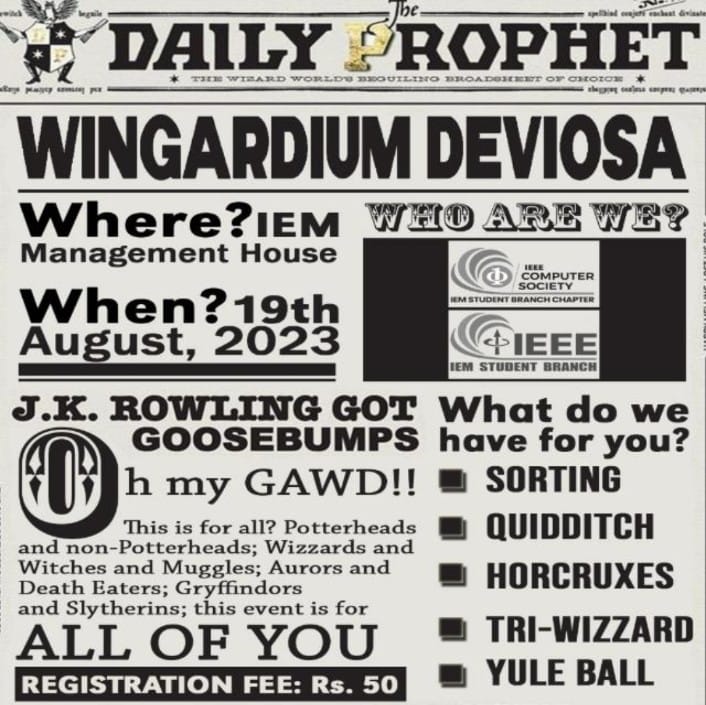 The
DAILY PROPHET
★ THE WIZARD WORLD'S BEGUILING BROADSHEET OF CHOICE ★
WINGARDIUM DEVIOSA
Where? IEM
Management House
When? 19th
August, 2023
WHO ARE WE?
IEEE
COMPUTER
SOCIETY
IEM STUDENT BRANCH CHAPTER
IEEE
IEM STUDENT BRANCH
J.K. ROWLING GOT
GOOSEBUMPS
Oh my GAWD!!
This is for all? Potterheads
and non-Potterheads; Wizzards and
Witches and Muggles; Aurors and
Death Eaters; Gryffindors
and Slytherins; this event is for
ALL OF YOU
REGISTRATION FEE: Rs. 50
What do we
have for you?
SORTING
QUIDDITCH
HORCRUXES
TRI-WIZZARD
YULE BALL